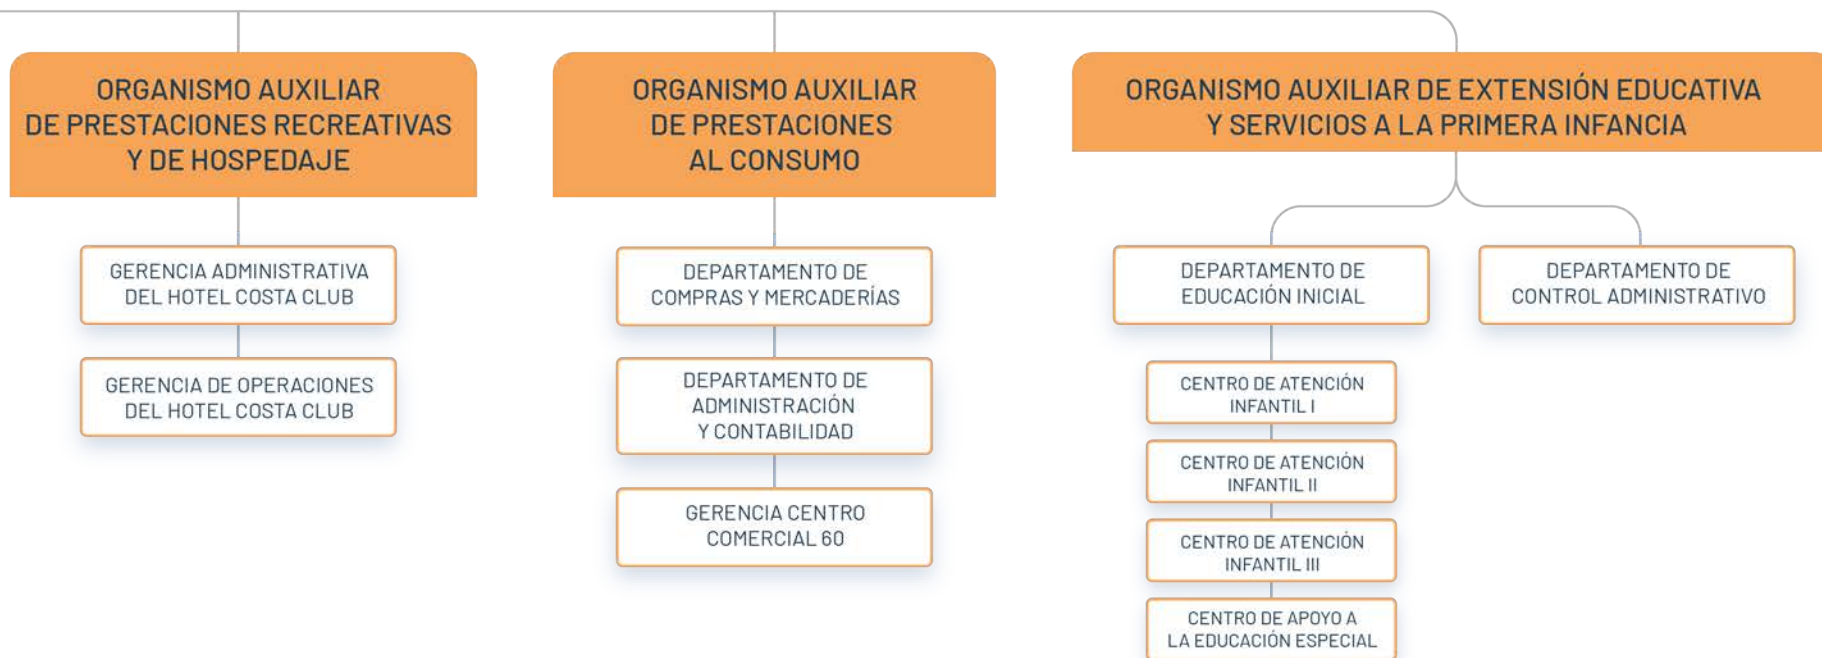 ORGANISMO AUXILIAR
DE PRESTACIONES RECREATIVAS
Y DE HOSPEDAJE
GERENCIA ADMINISTRATIVA
DEL HOTEL COSTA CLUB
GERENCIA DE OPERACIONES
DEL HOTEL COSTA CLUB
ORGANISMO AUXILIAR
DE PRESTACIONES
AL CONSUMO
DEPARTAMENTO DE
COMPRAS Y MERCADERÍAS
DEPARTAMENTO DE
ADMINISTRACIÓN
Y CONTABILIDAD
GERENCIA CENTRO
COMERCIAL 60
ORGANISMO AUXILIAR DE EXTENSIÓN EDUCATIVA
Y SERVICIOS A LA PRIMERA INFANCIA
DEPARTAMENTO DE
EDUCACIÓN INICIAL
CENTRO DE ATENCIÓN
INFANTIL I
CENTRO DE ATENCIÓN
INFANTIL II
CENTRO DE ATENCIÓN
INFANTIL III
CENTRO DE APOYO A
LA EDUCACIÓN ESPECIAL
DEPARTAMENTO DE
CONTROL ADMINISTRATIVO